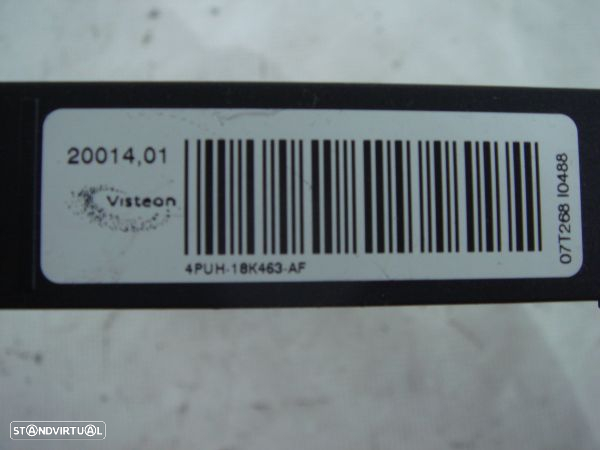 20014,01
Visteon
4PUH-18K463-AF
07T268 I0488
STANDVIRTUAL